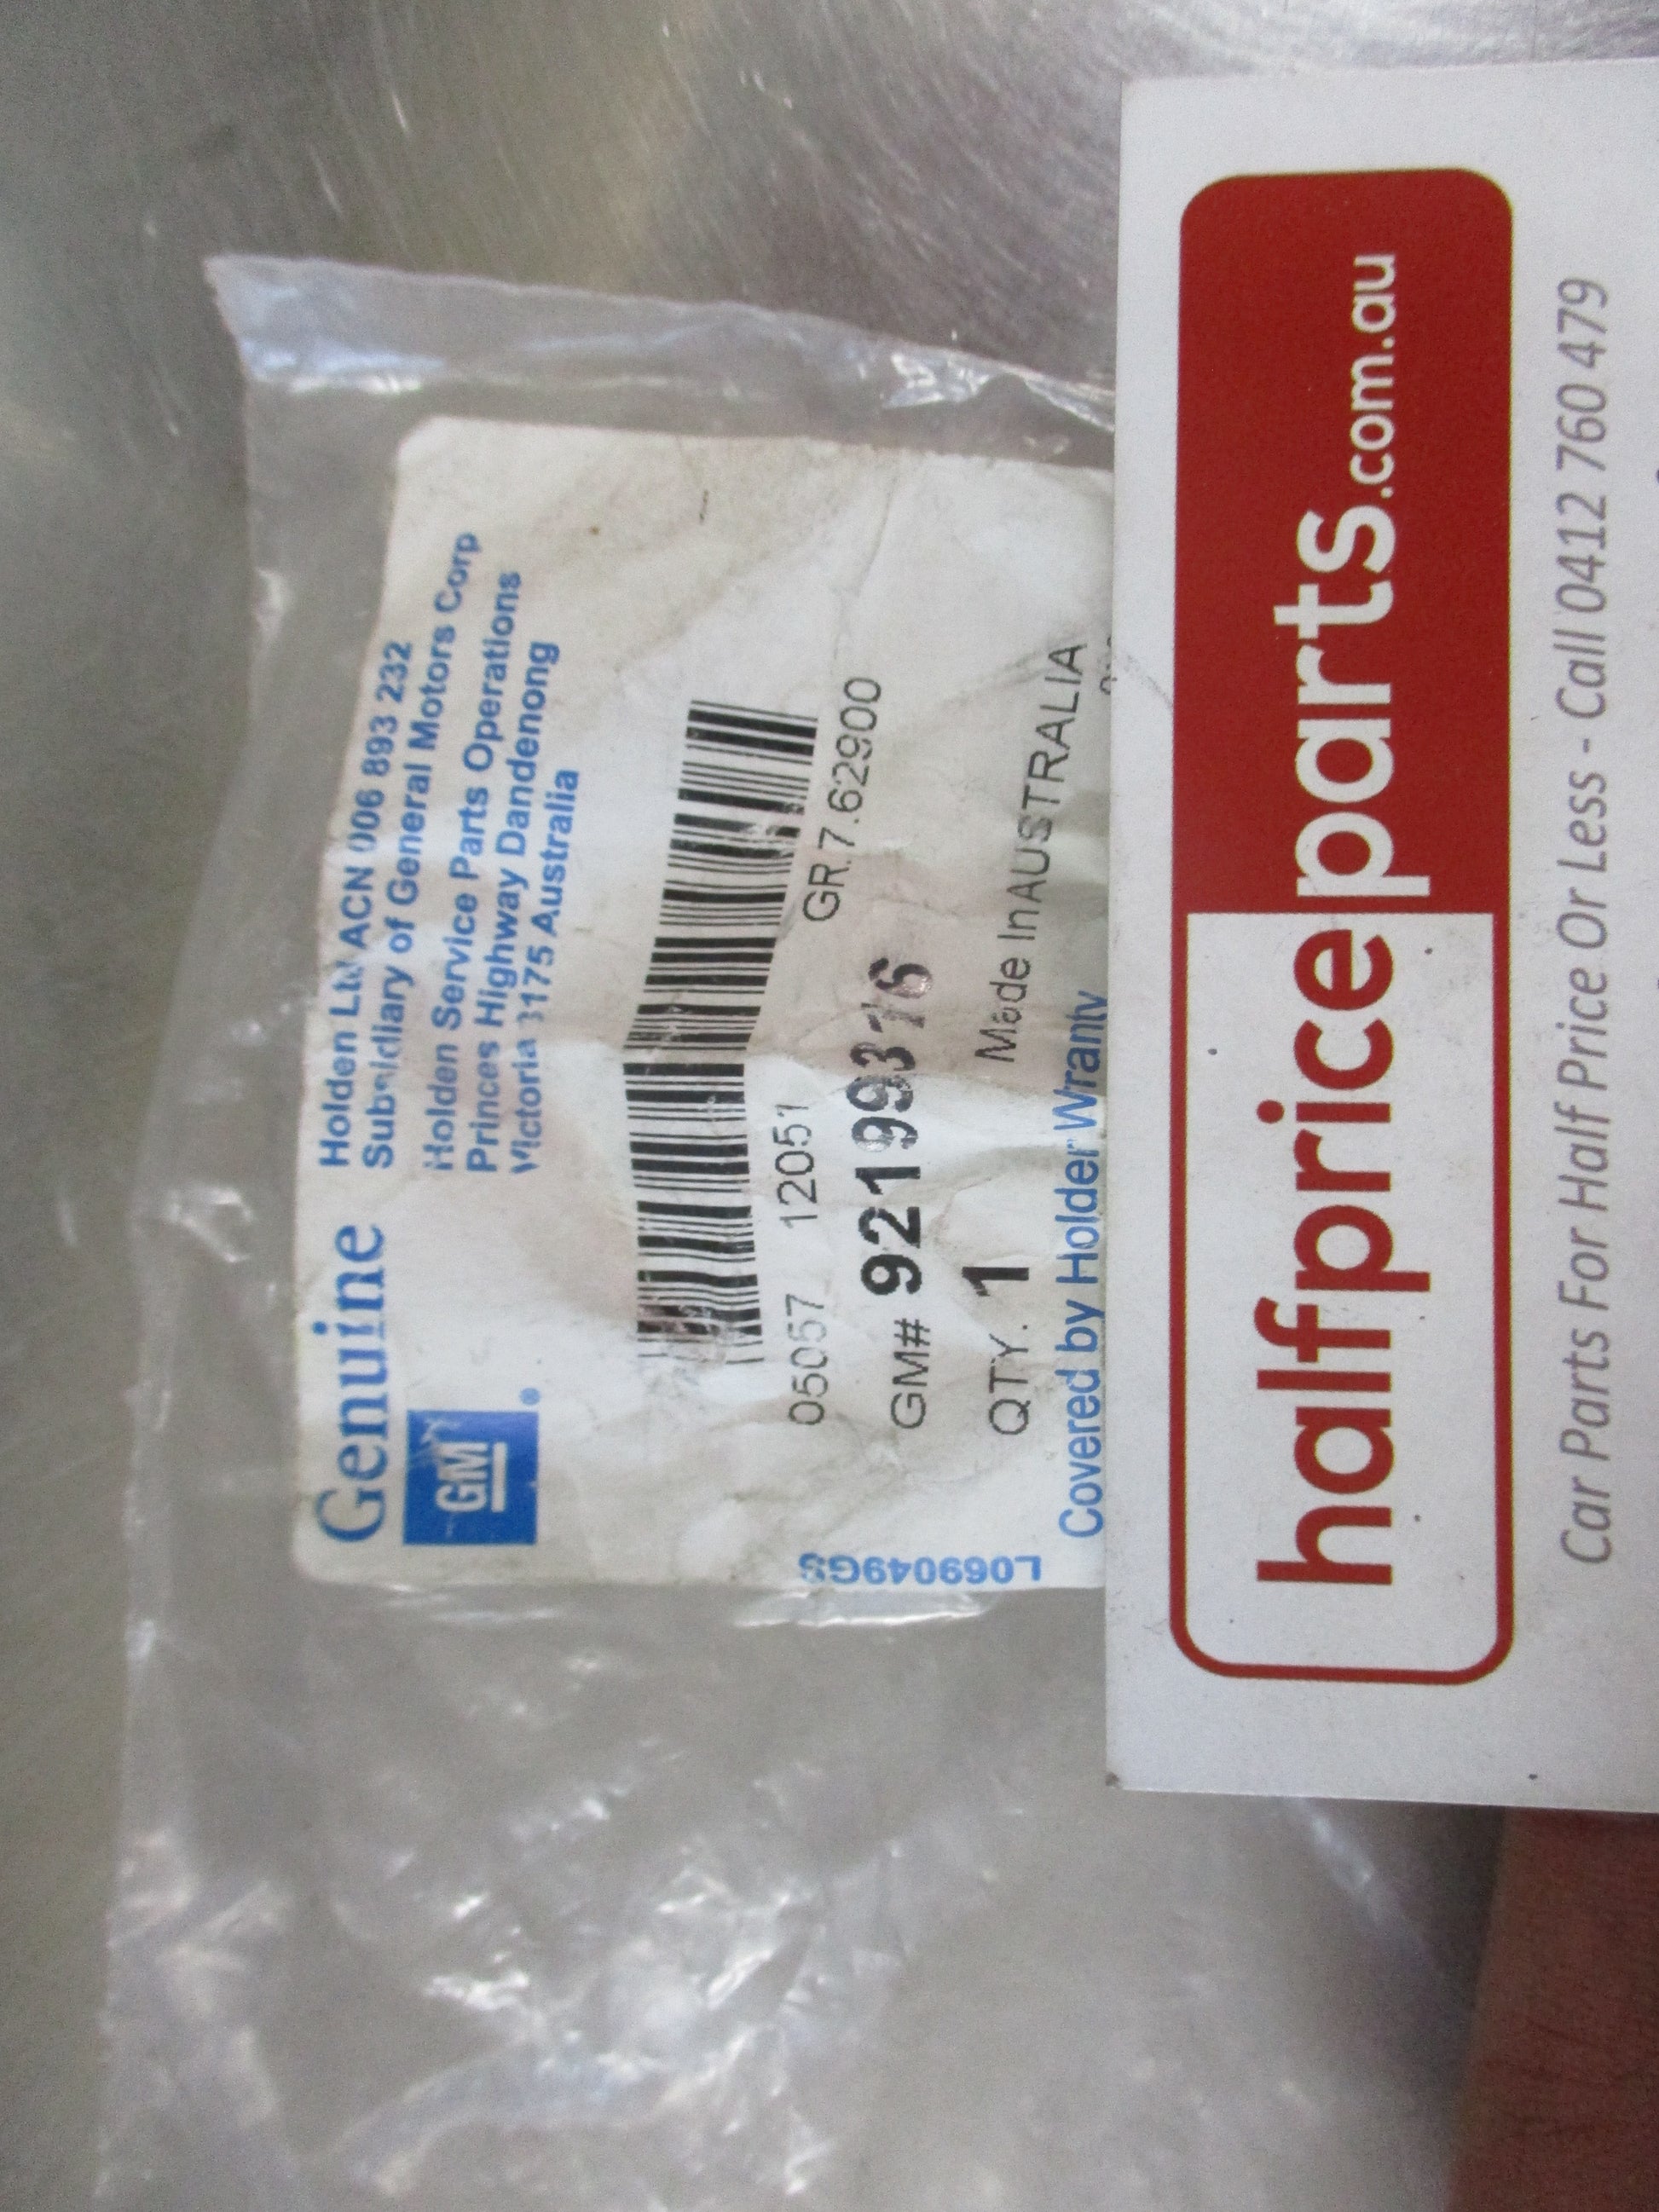 Genuine
GM
®
Holden Ltd ACN 006 893 232
Subsidiary of General Motors Corp
Holden Service Parts Operations
Princes Highway Dandenong
Victoria 3175 Australia
05057 12051
GR.7.62900
GM# 92199316
QTY. 1
Made In AUSTRALIA
Covered by Holden Wranty
L069049GS
halfpriceparts.com.au
Car Parts For Half Price Or Less - Call 0412 760 479